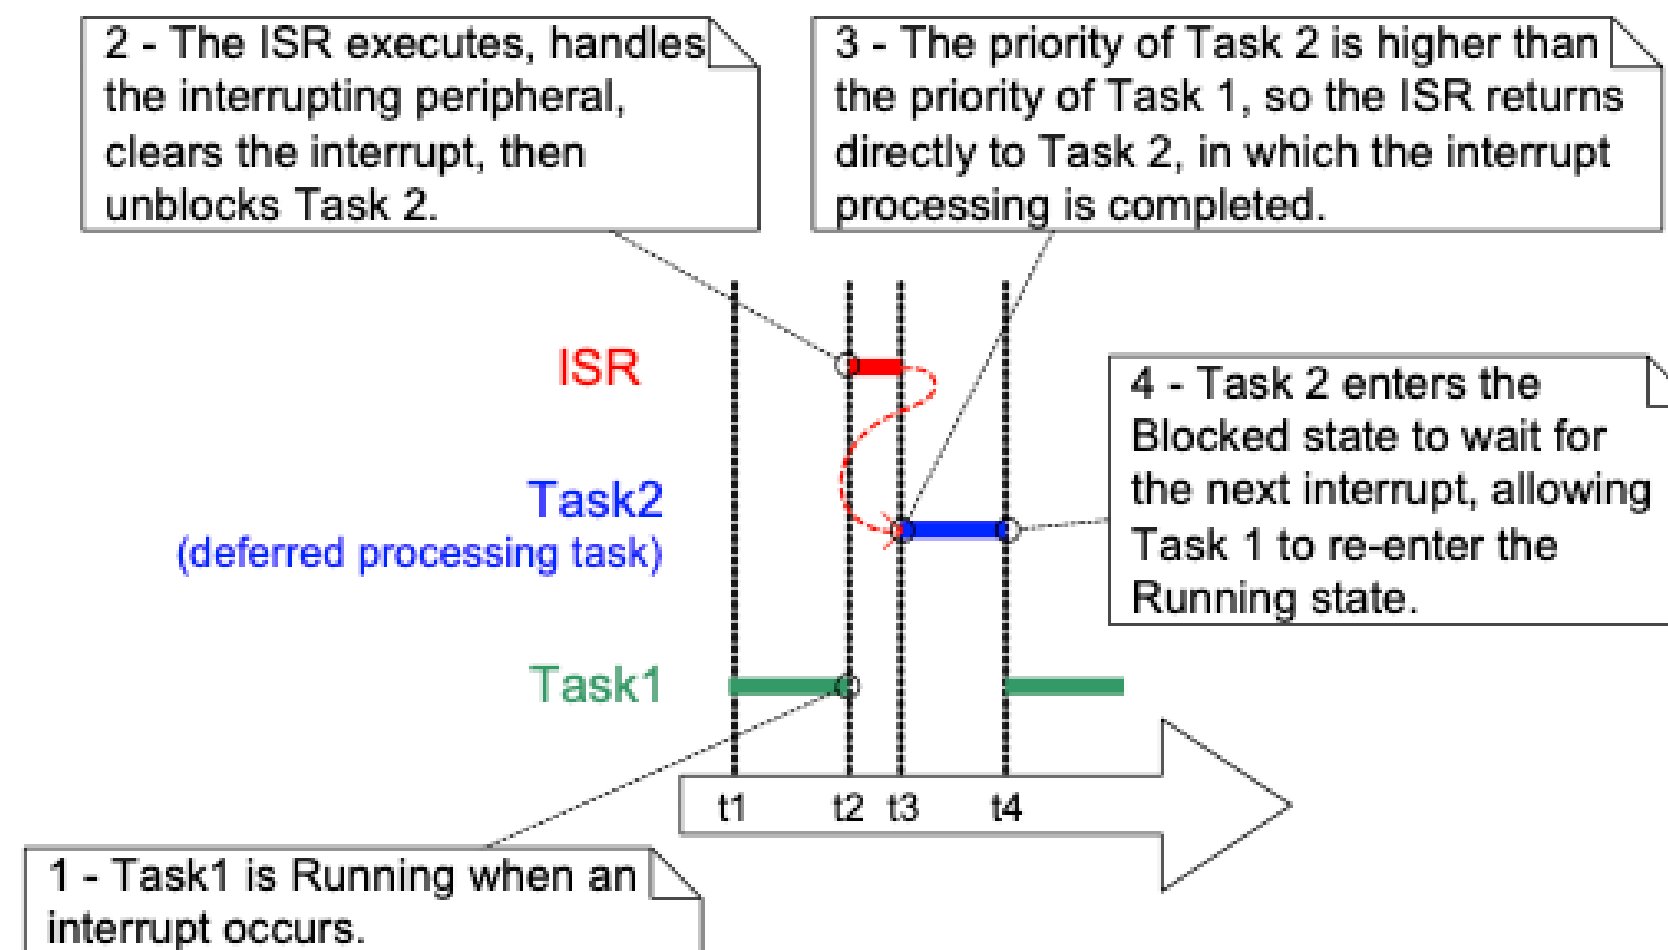 2 - The ISR executes, handles
the interrupting peripheral,
clears the interrupt, then
unblocks Task 2.
3 - The priority of Task 2 is higher than
the priority of Task 1, so the ISR returns
directly to Task 2, in which the interrupt
processing is completed.
ISR
4 - Task 2 enters the
Blocked state to wait for
the next interrupt, allowing
Task 1 to re-enter the
Running state.
Task2
(deferred processing task)
Task1
t1 t2 t3 t4
1 - Task1 is Running when an
interrupt occurs.